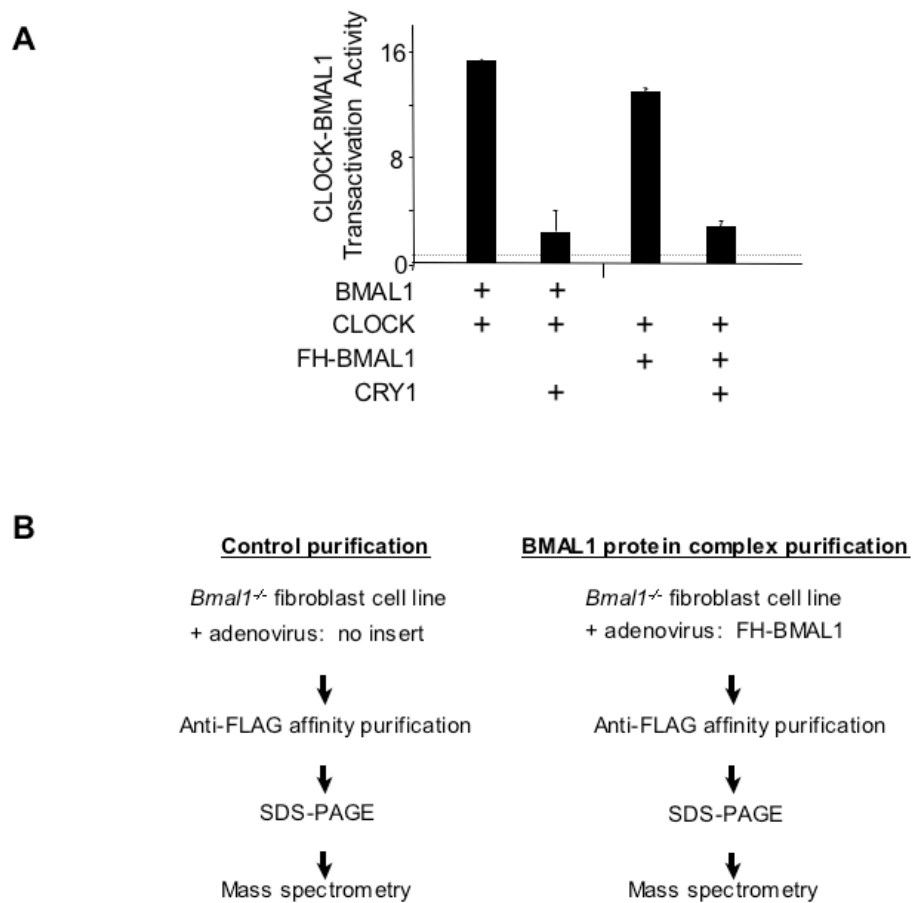 A
CLOCK-BMAL1
Transactivation Activity
16
8
0
BMAL1 + +
CLOCK + + + +
FH-BMAL1 + +
CRY1 + +
B
Control purification
Bmal1-/- fibroblast cell line
+ adenovirus: no insert
Anti-FLAG affinity purification
SDS-PAGE
Mass spectrometry
BMAL1 protein complex purification
Bmal1-/- fibroblast cell line
+ adenovirus: FH-BMAL1
Anti-FLAG affinity purification
SDS-PAGE
Mass spectrometry